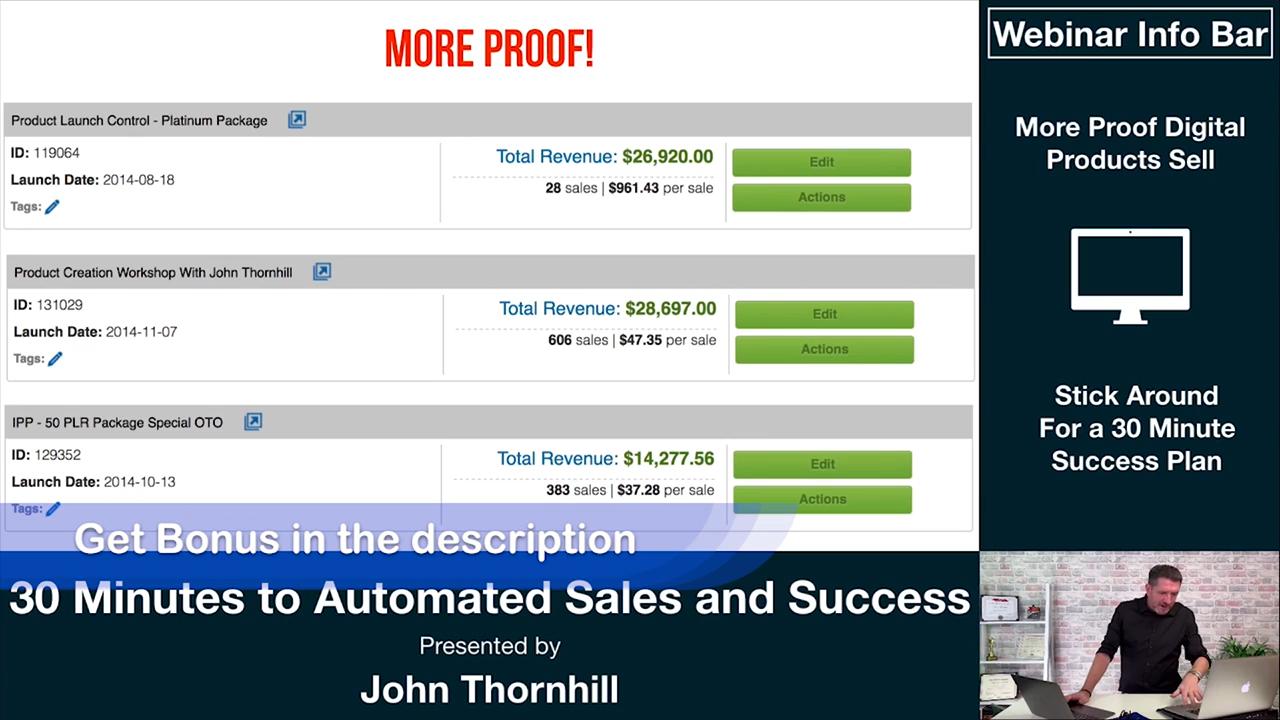 MORE PROOF!
Product Launch Control - Platinum Package
ID: 119064
Launch Date: 2014-08-18
Tags:
Total Revenue: $26,920.00
28 sales | $961.43 per sale
Edit
Actions
Product Creation Workshop With John Thornhill
ID: 131029
Launch Date: 2014-11-07
Tags:
Total Revenue: $28,697.00
606 sales | $47.35 per sale
Edit
Actions
IPP - 50 PLR Package Special OTO
ID: 129352
Launch Date: 2014-10-13
Tags:
Total Revenue: $14,277.56
383 sales | $37.28 per sale
Edit
Actions
Get Bonus in the description
30 Minutes to Automated Sales and Success
Presented by
John Thornhill
Webinar Info Bar
More Proof Digital
Products Sell
Stick Around
For a 30 Minute
Success Plan